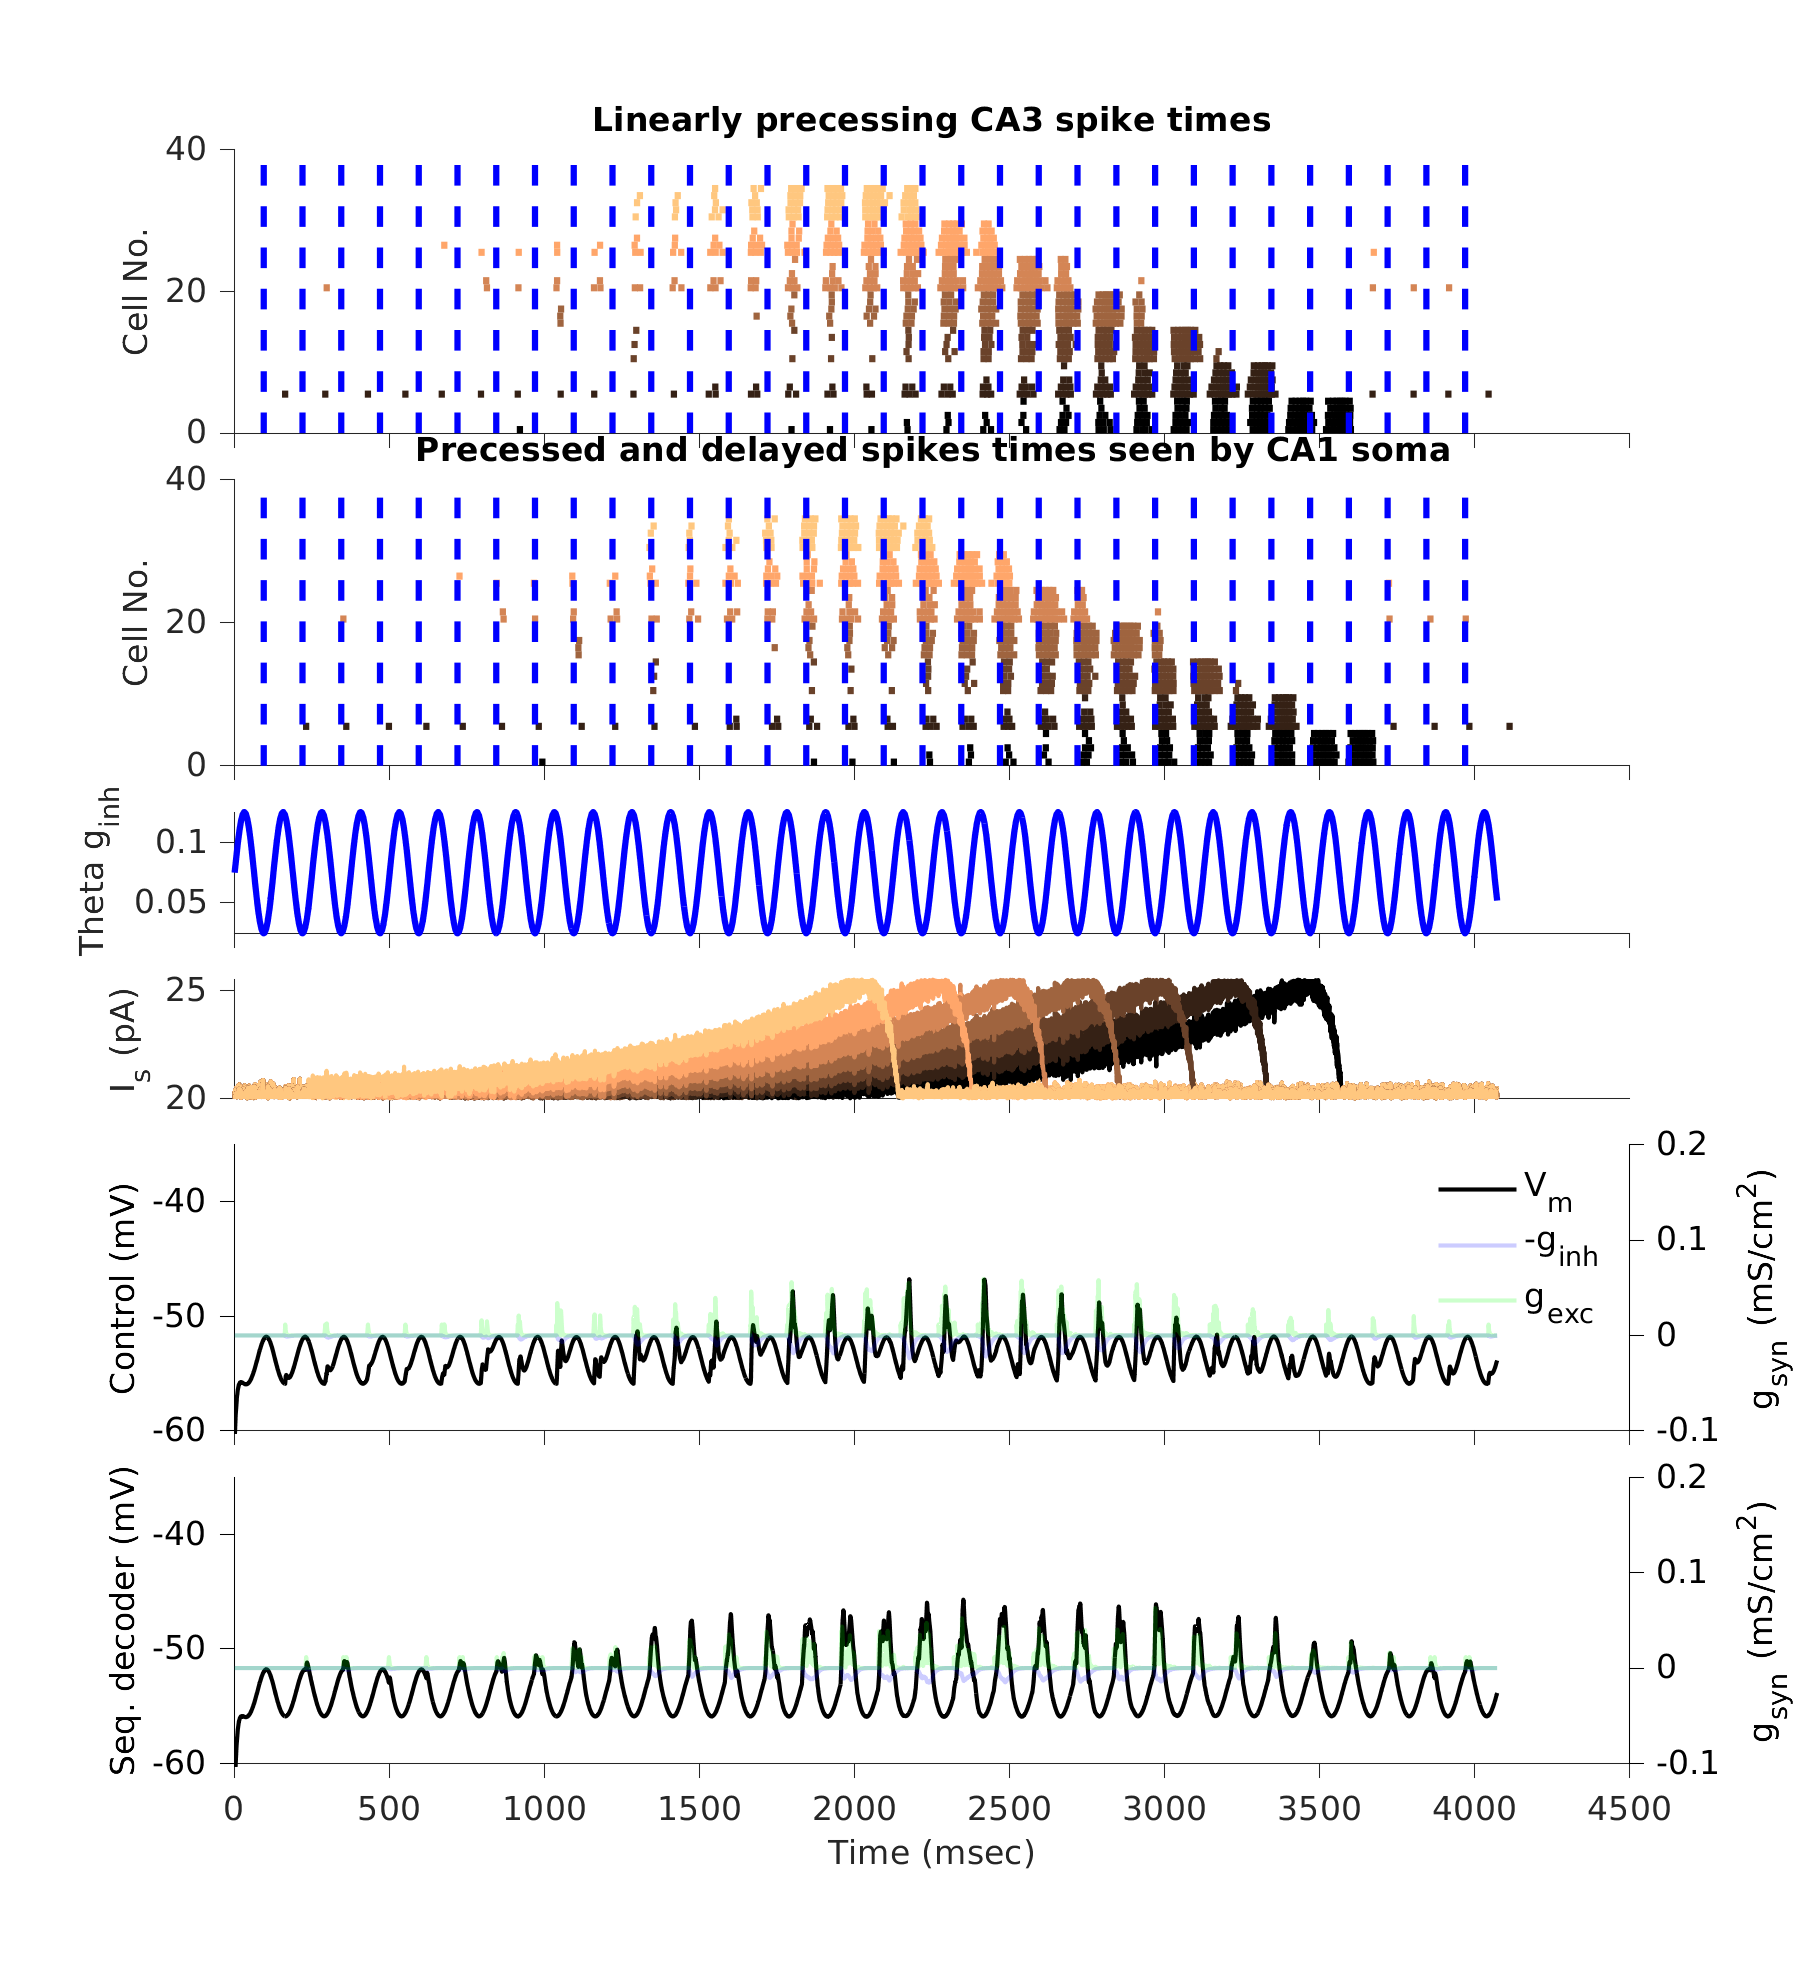 Linearly precessing CA3 spike times
40
20
0
Cell No.
Precessed and delayed spikes times seen by CA1 soma
40
20
0
Cell No.
0.1
0.05
Theta g_inh
25
20
I_s (pA)
-40
-50
-60
Control (mV)
V_m
-g_inh
g_exc
0.2
0.1
0
-0.1
g_syn (mS/cm^2)
-40
-50
-60
Seq. decoder (mV)
0.2
0.1
0
-0.1
g_syn (mS/cm^2)
0 500 1000 1500 2000 2500 3000 3500 4000 4500
Time (msec)